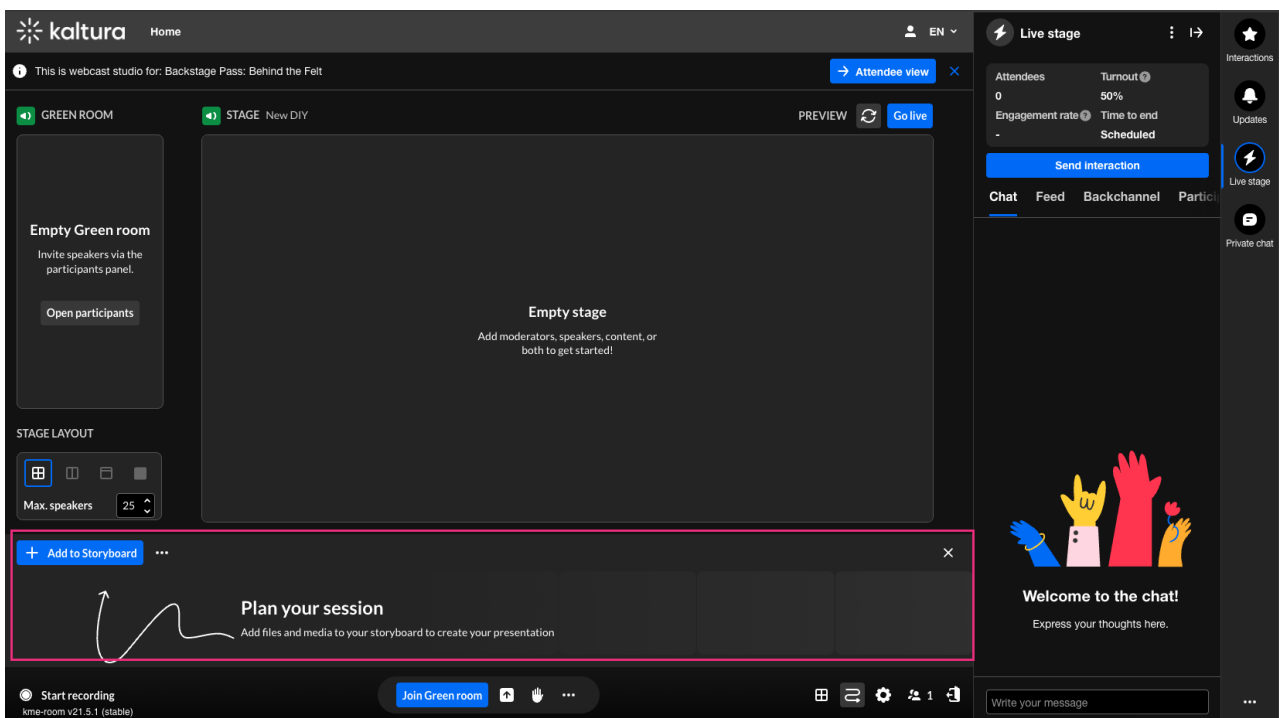 kaltura
Home
EN
This is webcast studio for: Backstage Pass: Behind the Felt
Attendee view
GREEN ROOM
STAGE New DIY
PREVIEW
Go live
Empty Green room
Invite speakers via the
participants panel.
Open participants
Empty stage
Add moderators, speakers, content, or
both to get started!
STAGE LAYOUT
Max. speakers 25
Add to Storyboard
Plan your session
Add files and media to your storyboard to create your presentation
Start recording
kme-room v21.5.1 (stable)
Join Green room
1
Live stage
Attendees Turnout
0 50%
Engagement rate Time to end
- Scheduled
Send interaction
Chat Feed Backchannel Partici
Welcome to the chat!
Express your thoughts here.
Write your message
Interactions
Updates
Live stage
Private chat